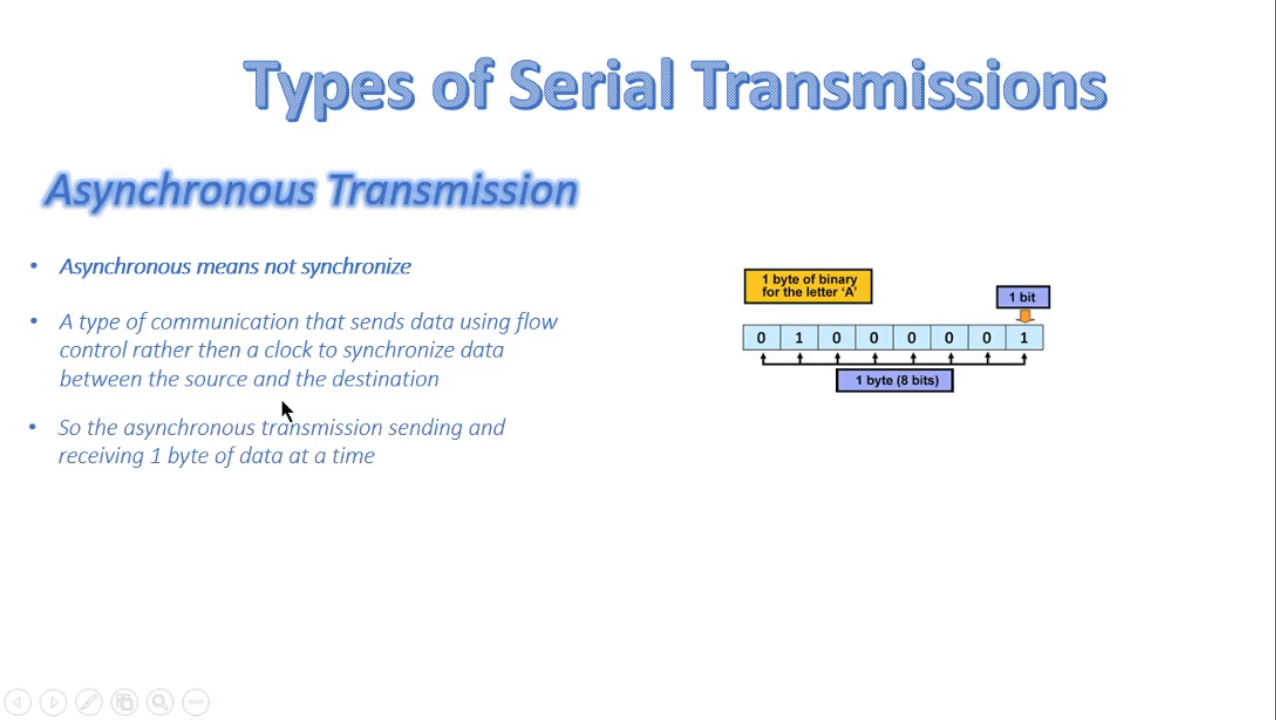 Types of Serial Transmissions
Asynchronous Transmission
• Asynchronous means not synchronize
• A type of communication that sends data using flow
control rather then a clock to synchronize data
between the source and the destination
• So the asynchronous transmission sending and
receiving 1 byte of data at a time
1 byte of binary
for the letter ‘A’
1 bit
0 1 0 0 0 0 0 1
1 byte (8 bits)